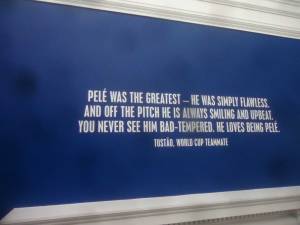 PELÉ WAS THE GREATEST – HE WAS SIMPLY FLAWLESS.
AND OFF THE PITCH HE IS ALWAYS SMILING AND UPBEAT.
YOU NEVER SEE HIM BAD-TEMPERED. HE LOVES BEING PELÉ.
TOSTÃO, WORLD CUP TEAMMATE